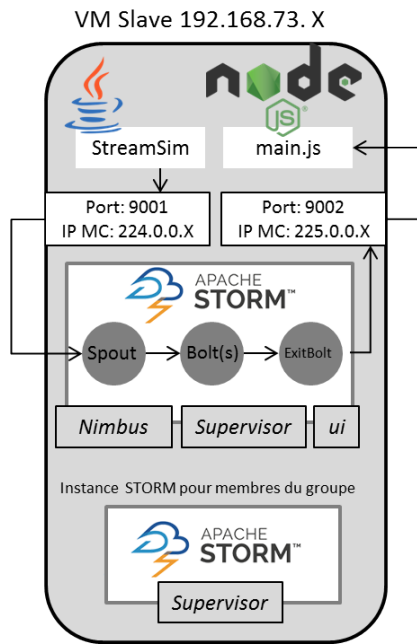 VM Slave 192.168.73. X
node
JS
StreamSim
main.js
Port: 9001
IP MC: 224.0.0.X
Port: 9002
IP MC: 225.0.0.X
APACHE
STORM™
Spout
Bolt(s)
ExitBolt
Nimbus
Supervisor
ui
Instance STORM pour membres du groupe
APACHE
STORM™
Supervisor